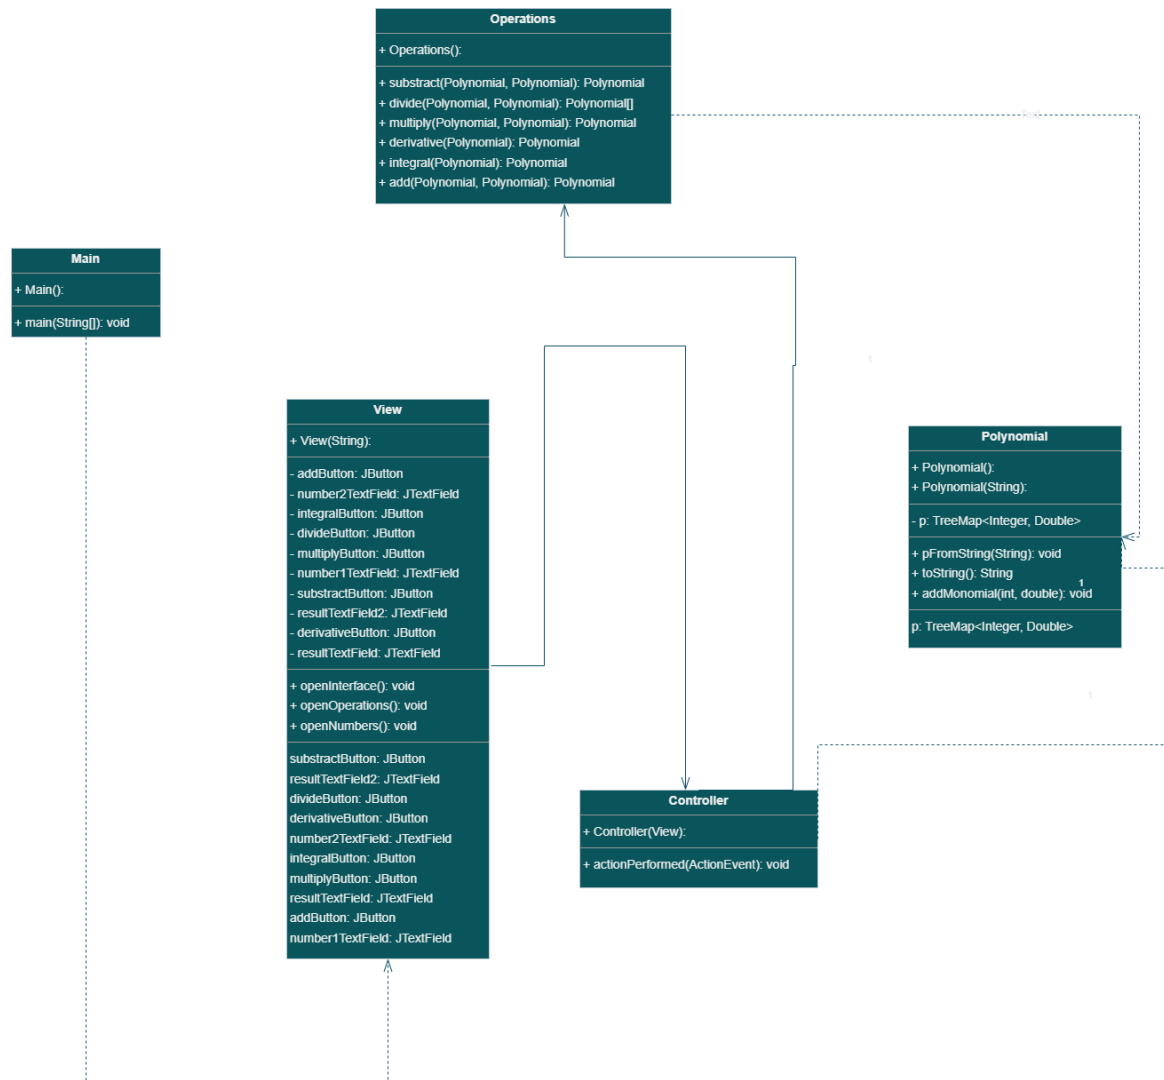 Operations
+ Operations():
+ substract(Polynomial, Polynomial): Polynomial
+ divide(Polynomial, Polynomial): Polynomial[]
+ multiply(Polynomial, Polynomial): Polynomial
+ derivative(Polynomial): Polynomial
+ integral(Polynomial): Polynomial
+ add(Polynomial, Polynomial): Polynomial
Text
Main
+ Main():
+ main(String[]): void
1
View
+ View(String):
- addButton: JButton
- number2TextField: JTextField
- integralButton: JButton
- divideButton: JButton
- multiplyButton: JButton
- number1TextField: JTextField
- substractButton: JButton
- resultTextField2: JTextField
- derivativeButton: JButton
- resultTextField: JTextField
+ openInterface(): void
+ openOperations(): void
+ openNumbers(): void
substractButton: JButton
resultTextField2: JTextField
divideButton: JButton
derivativeButton: JButton
number2TextField: JTextField
integralButton: JButton
multiplyButton: JButton
resultTextField: JTextField
addButton: JButton
number1TextField: JTextField
Polynomial
+ Polynomial():
+ Polynomial(String):
- p: TreeMap<Integer, Double>
+ pFromString(String): void
+ toString(): String
1
+ addMonomial(int, double): void
p: TreeMap<Integer, Double>
1
Controller
+ Controller(View):
+ actionPerformed(ActionEvent): void